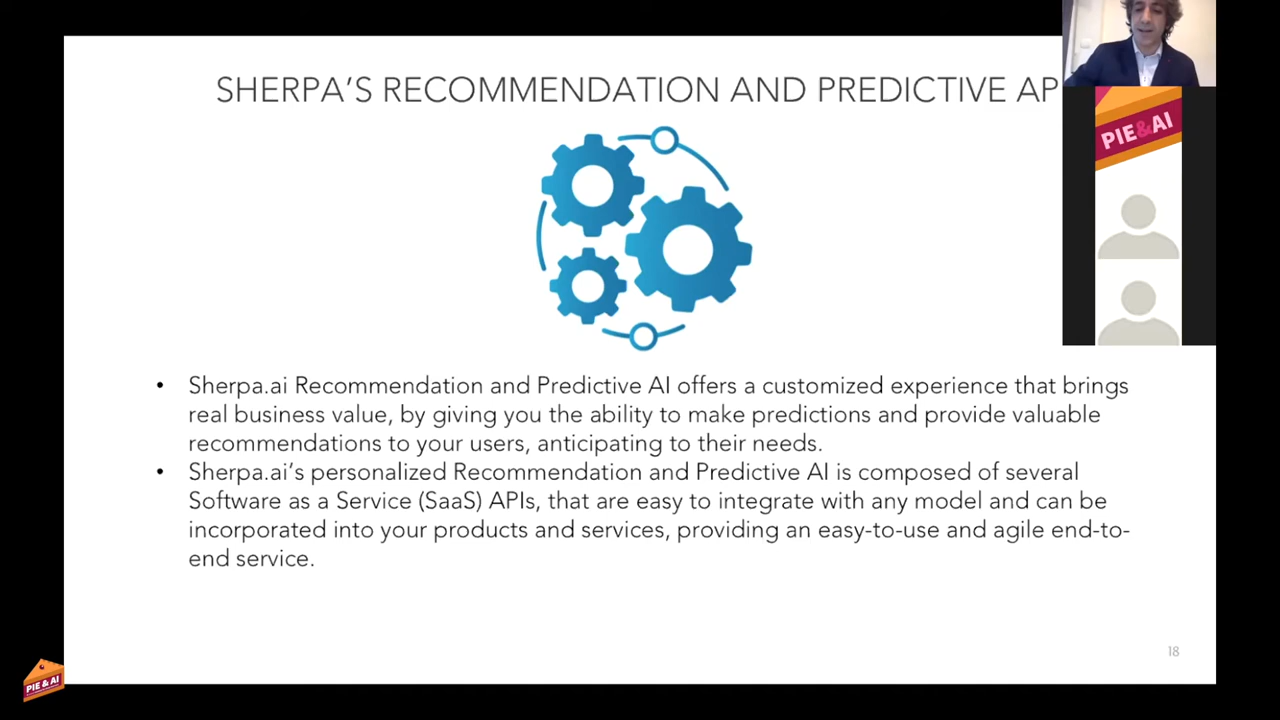 SHERPA'S RECOMMENDATION AND PREDICTIVE AP
PIE&AI
• Sherpa.ai Recommendation and Predictive AI offers a customized experience that brings
real business value, by giving you the ability to make predictions and provide valuable
recommendations to your users, anticipating to their needs.
• Sherpa.ai's personalized Recommendation and Predictive AI is composed of several
Software as a Service (SaaS) APIs, that are easy to integrate with any model and can be
incorporated into your products and services, providing an easy-to-use and agile end-to-
end service.
18
PIE & AI